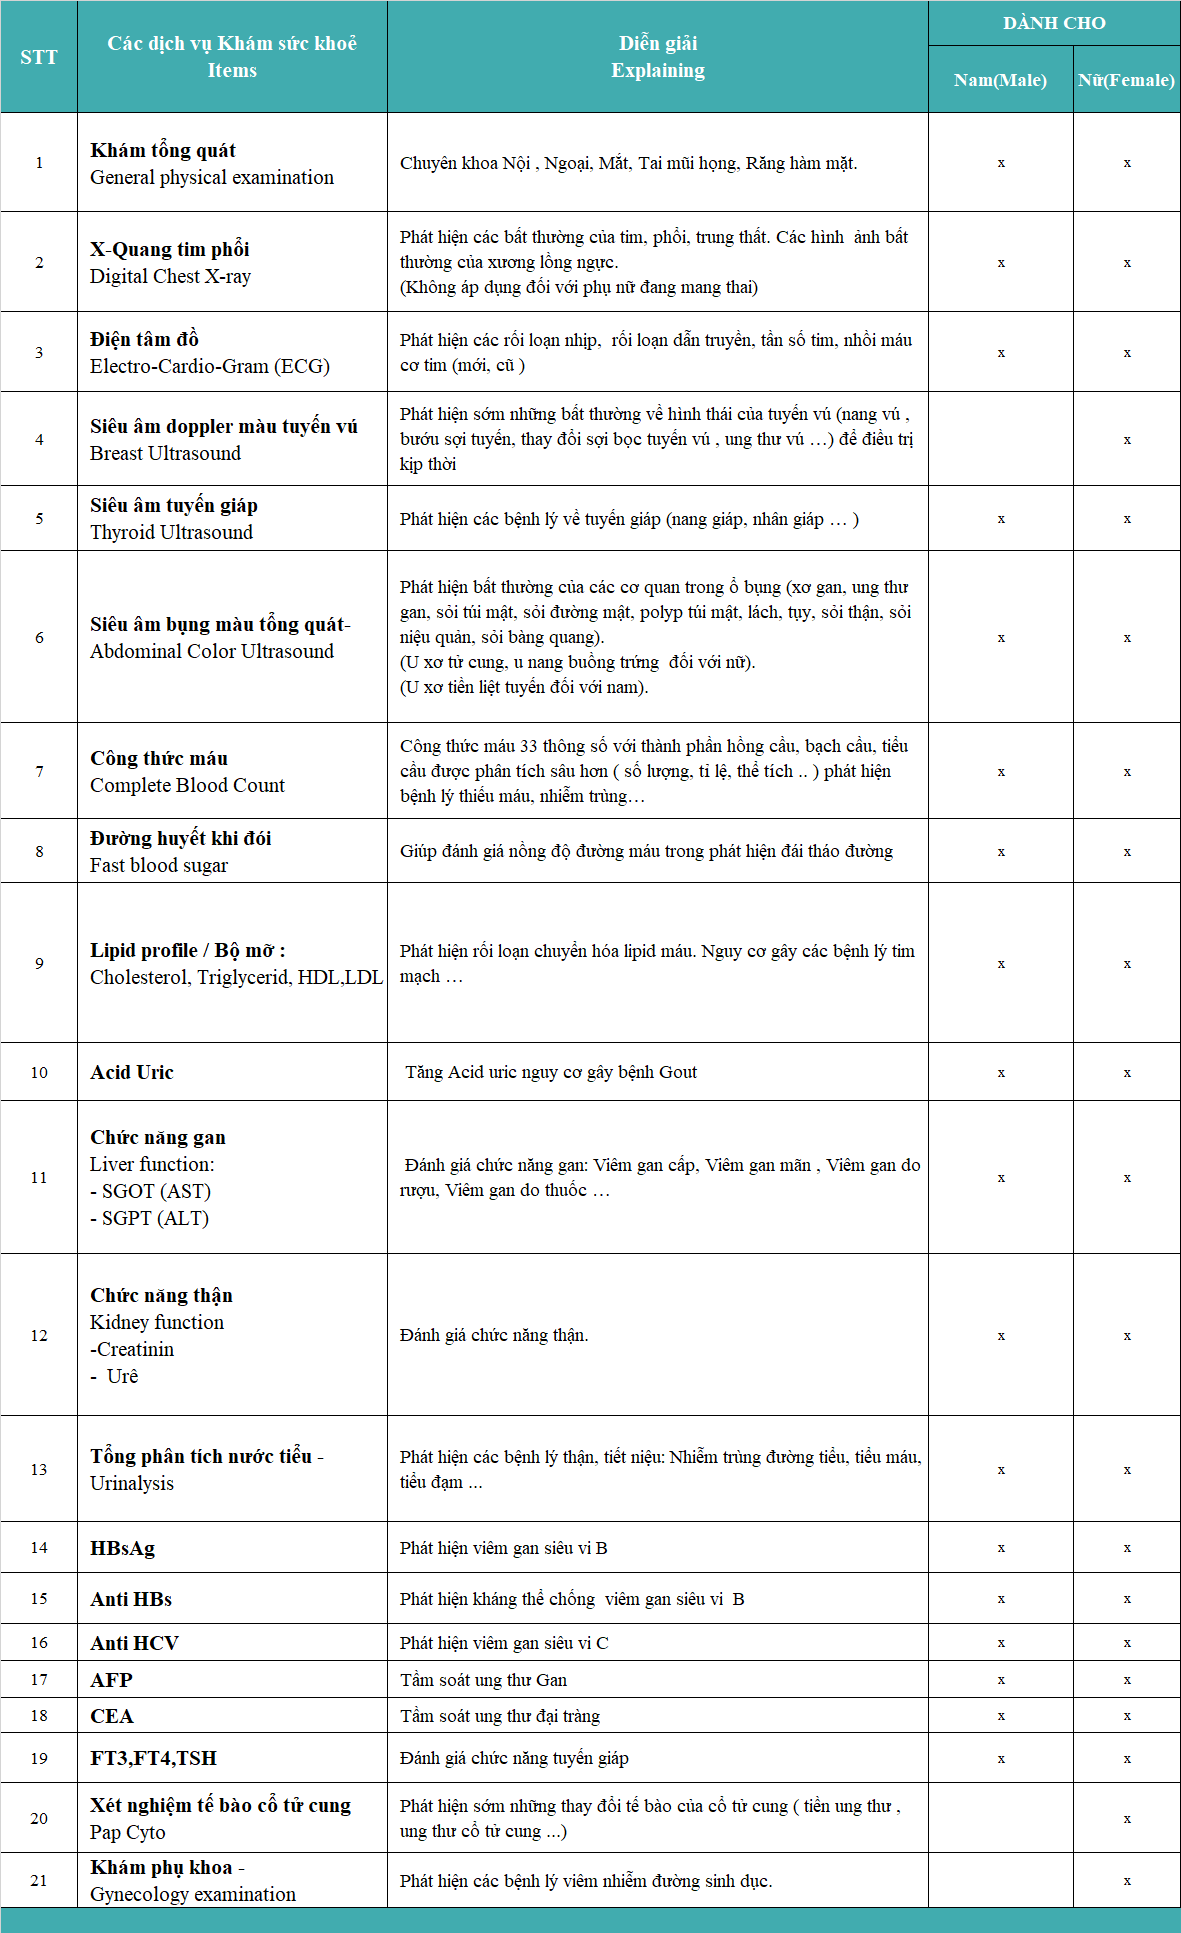 STT
Các dịch vụ Khám sức khoẻ
Items
Diễn giải
Explaining
DÀNH CHO
Nam(Male)
Nữ(Female)
1
Khám tổng quát
General physical examination
Chuyên khoa Nội , Ngoại, Mắt, Tai mũi họng, Răng hàm mặt.
x
x
2
X-Quang tim phổi
Digital Chest X-ray
Phát hiện các bất thường của tim, phổi, trung thất. Các hình  ảnh bất
thường của xương lồng ngực.
(Không áp dụng đối với phụ nữ đang mang thai)
x
x
3
Điện tâm đồ
Electro-Cardio-Gram (ECG)
Phát hiện các rối loạn nhịp,  rối loạn dẫn truyền, tần số tim, nhồi máu
cơ tim (mới, cũ )
x
x
4
Siêu âm doppler màu tuyến vú
Breast Ultrasound
Phát hiện sớm những bất thường về hình thái của tuyến vú (nang vú ,
bướu sợi tuyến, thay đổi sợi bọc tuyến vú , ung thư vú …) để điều trị
kịp thời
x
5
Siêu âm tuyến giáp
Thyroid Ultrasound
Phát hiện các bệnh lý về tuyến giáp (nang giáp, nhân giáp … )
x
x
6
Siêu âm bụng màu tổng quát-
Abdominal Color Ultrasound
Phát hiện bất thường của các cơ quan trong ổ bụng (xơ gan, ung thư
gan, sỏi túi mật, sỏi đường mật, polyp túi mật, lách, tụy, sỏi thận, sỏi
niệu quản, sỏi bàng quang).
(U xơ tử cung, u nang buồng trứng  đối với nữ).
(U xơ tiền liệt tuyến đối với nam).
x
x
7
Công thức máu
Complete Blood Count
Công thức máu 33 thông số với thành phần hồng cầu, bạch cầu, tiểu
cầu được phân tích sâu hơn ( số lượng, tỉ lệ, thể tích .. ) phát hiện
bệnh lý thiếu máu, nhiễm trùng…
x
x
8
Đường huyết khi đói
Fast blood sugar
Giúp đánh giá nồng độ đường máu trong phát hiện đái tháo đường
x
x
9
Lipid profile / Bộ mỡ :
Cholesterol, Triglycerid, HDL,LDL
Phát hiện rối loạn chuyển hóa lipid máu. Nguy cơ gây các bệnh lý tim
mạch …
x
x
10
Acid Uric
Tăng Acid uric nguy cơ gây bệnh Gout
x
x
11
Chức năng gan
Liver function:
- SGOT (AST)
- SGPT (ALT)
Đánh giá chức năng gan: Viêm gan cấp, Viêm gan mãn , Viêm gan do
rượu, Viêm gan do thuốc …
x
x
12
Chức năng thận
Kidney function
-Creatinin
-  Urê
Đánh giá chức năng thận.
x
x
13
Tổng phân tích nước tiểu -
Urinalysis
Phát hiện các bệnh lý thận, tiết niệu: Nhiễm trùng đường tiểu, tiểu máu,
tiểu đạm ...
x
x
14
HBsAg
Phát hiện viêm gan siêu vi B
x
x
15
Anti HBs
Phát hiện kháng thể chống  viêm gan siêu vi  B
x
x
16
Anti HCV
Phát hiện viêm gan siêu vi C
x
x
17
AFP
Tầm soát ung thư Gan
x
x
18
CEA
Tầm soát ung thư đại tràng
x
x
19
FT3,FT4,TSH
Đánh giá chức năng tuyến giáp
x
x
20
Xét nghiệm tế bào cổ tử cung
Pap Cyto
Phát hiện sớm những thay đổi tế bào của cổ tử cung ( tiền ung thư ,
ung thư cổ tử cung ...)
x
21
Khám phụ khoa -
Gynecology examination
Phát hiện các bệnh lý viêm nhiễm đường sinh dục.
x